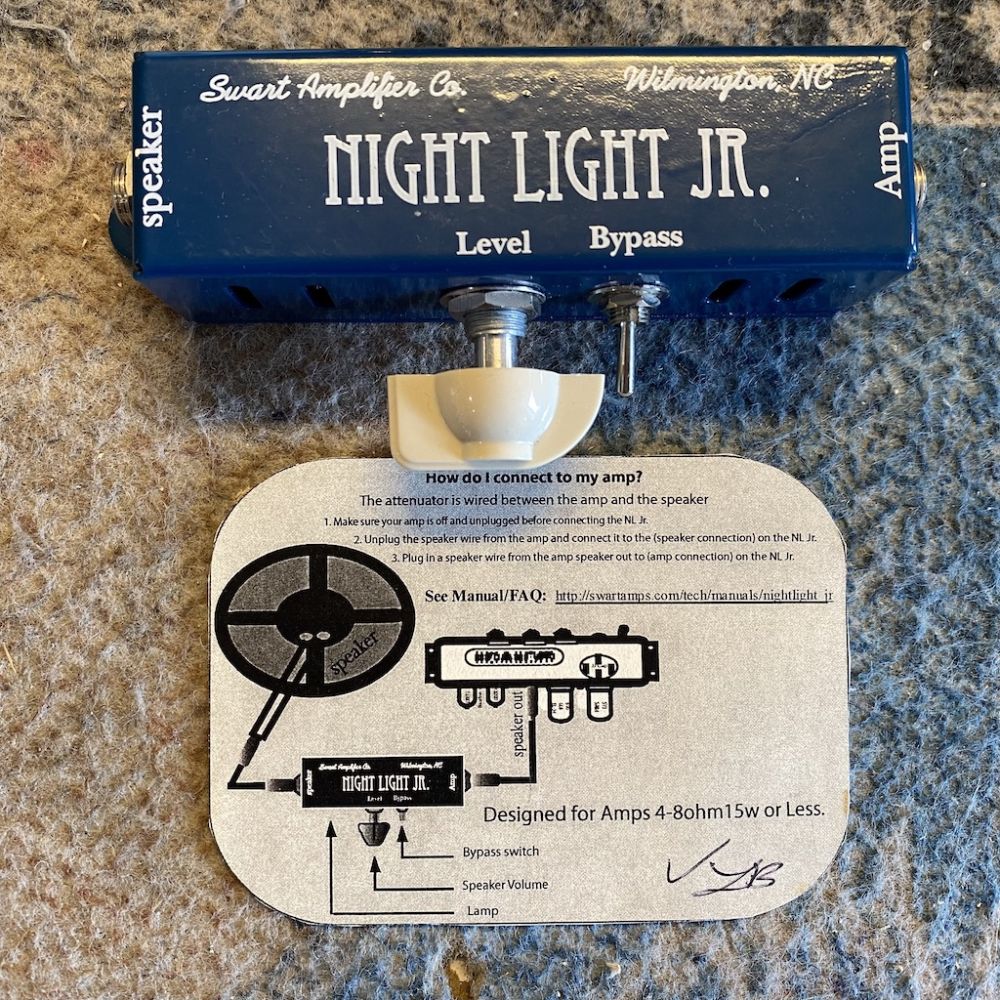 Swart Amplifier Co. Wilmington, NC
speaker
NIGHT LIGHT JR.
Amp
Level Bypass
How do I connect to my amp?
The attenuator is wired between the amp and the speaker
1. Make sure your amp is off and unplugged before connecting the NL Jr.
2. Unplug the speaker wire from the amp and connect it to the (speaker connection) on the NL Jr.
3. Plug in a speaker wire from the amp speaker out to (amp connection) on the NL Jr.
See Manual/FAQ: http://swartamps.com/tech/manuals/nightlight_jr
speaker
speaker out
Swart Amplifier Co. Wilmington, NC
speaker
NIGHT LIGHT JR.
Amp
Level Bypass
Designed for Amps 4-8ohm15w or Less.
Bypass switch
Speaker Volume
Lamp